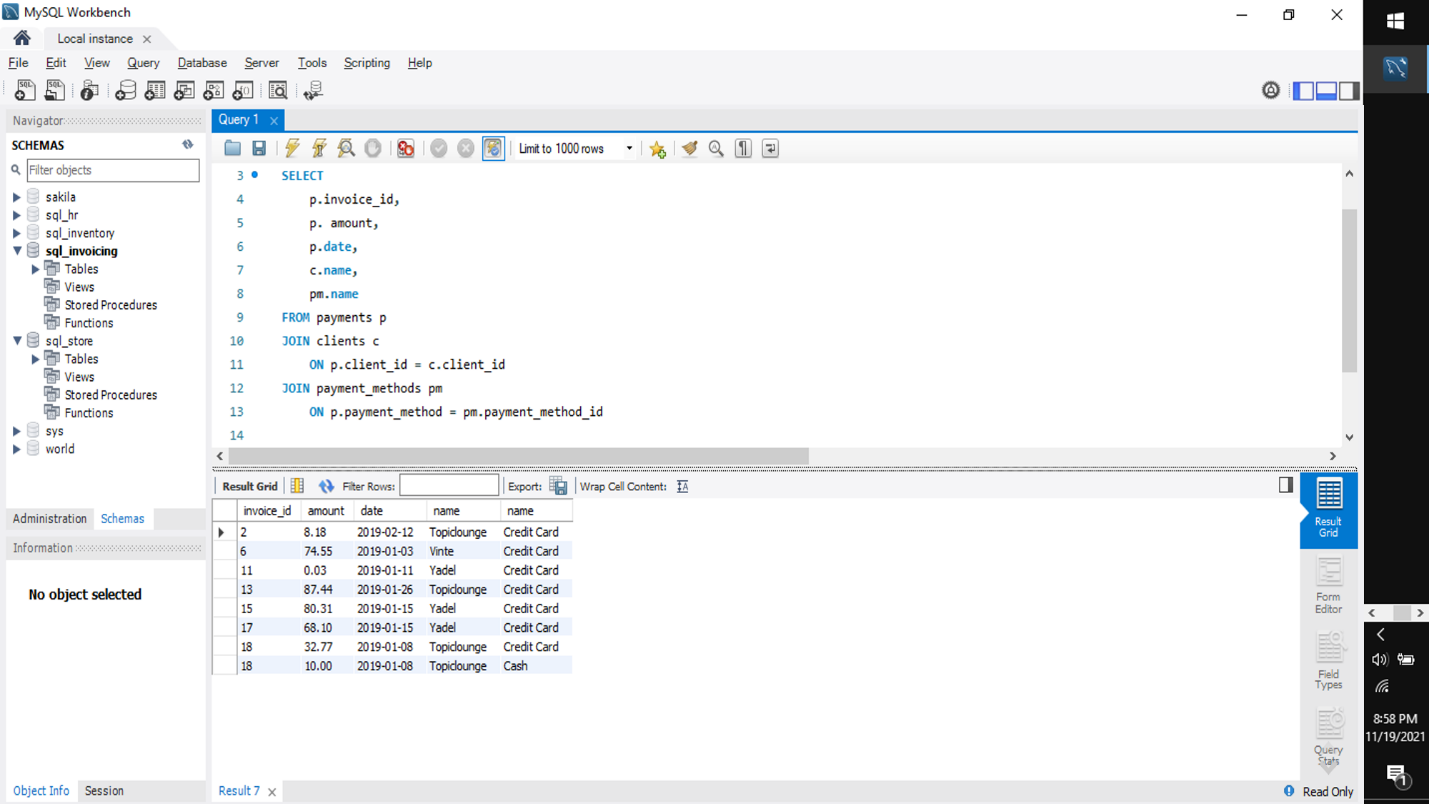 MySQL Workbench
Local instance
File Edit View Query Database Server Tools Scripting Help
Navigator
SCHEMAS
Filter objects
sakila
sql_hr
sql_inventory
sql_invoicing
Tables
Views
Stored Procedures
Functions
sql_store
Tables
Views
Stored Procedures
Functions
sys
world
Administration Schemas
Information
No object selected
Object Info Session
Query 1
Limit to 1000 rows
3 SELECT
4 p.invoice_id,
5 p. amount,
6 p.date,
7 c.name,
8 pm.name
9 FROM payments p
10 JOIN clients c
11 ON p.client_id = c.client_id
12 JOIN payment_methods pm
13 ON p.payment_method = pm.payment_method_id
14
Result Grid Filter Rows: Export: Wrap Cell Content:
invoice_id amount date name name
2 8.18 2019-02-12 Topiclounge Credit Card
6 74.55 2019-01-03 Vinte Credit Card
11 0.03 2019-01-11 Yadel Credit Card
13 87.44 2019-01-26 Topiclounge Credit Card
15 80.31 2019-01-15 Yadel Credit Card
17 68.10 2019-01-15 Yadel Credit Card
18 32.77 2019-01-08 Topiclounge Credit Card
18 10.00 2019-01-08 Topiclounge Cash
Result
Grid
Form
Editor
Field
Types
Query
Stats
Result 7
Read Only
8:58 PM
11/19/2021
1